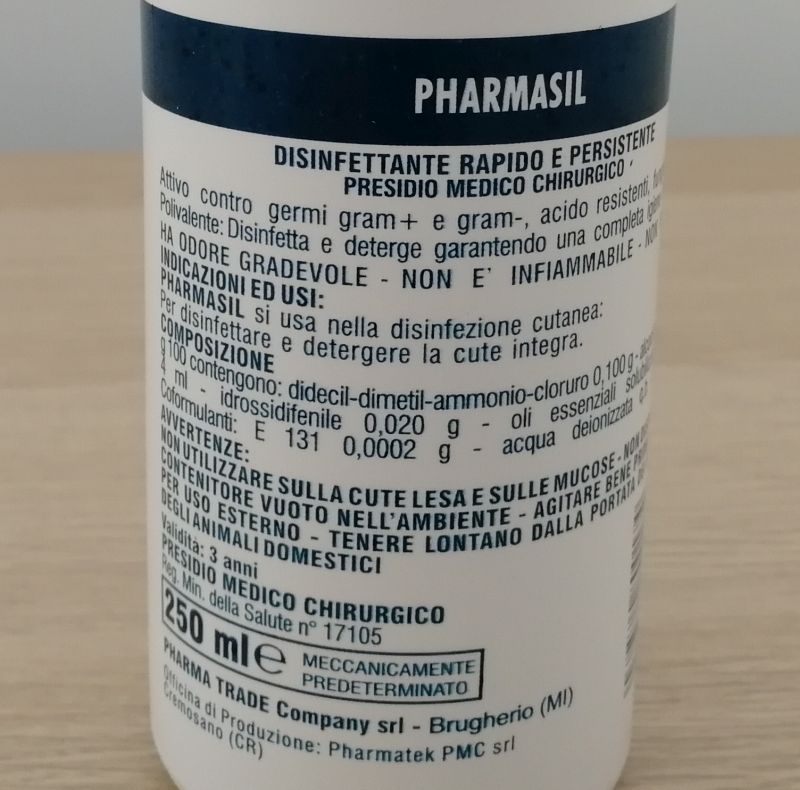 PHARMASIL
DISINFETTANTE RAPIDO E PERSISTENTE
PRESIDIO MEDICO CHIRURGICO
Attivo contro germi gram+ e gram-, acido resistenti,
Polivalente: Disinfetta e deterge garantendo una completa
HA ODORE GRADEVOLE - NON E' INFIAMMABILE -
INDICAZIONI ED USI:
PHARMASIL si usa nella disinfezione cutanea:
Per disinfettare e detergere la cute integra.
COMPOSIZIONE
g 100 contengono: didecil-dimetil-ammonio-cloruro 0,100 g -
4 ml - idrossidifenile 0,020 g - oli essenziali
Coformulanti: E 131 0,0002 g - acqua deionizzata
AVVERTENZE:
NON UTILIZZARE SULLA CUTE LESA E SULLE MUCOSE - NON
CONTENITORE VUOTO NELL'AMBIENTE - AGITARE BENE
PER USO ESTERNO - TENERE LONTANO DALLA PORTATA
DEGLI ANIMALI DOMESTICI
Validità: 3 anni
PRESIDIO MEDICO CHIRURGICO
Reg. Min. della Salute n° 17105
250 ml e MECCANICAMENTE
PREDETERMINATO
PHARMA TRADE Company srl - Brugherio (MI)
Officina di Produzione: Pharmatek PMC srl
Cremosano (CR)